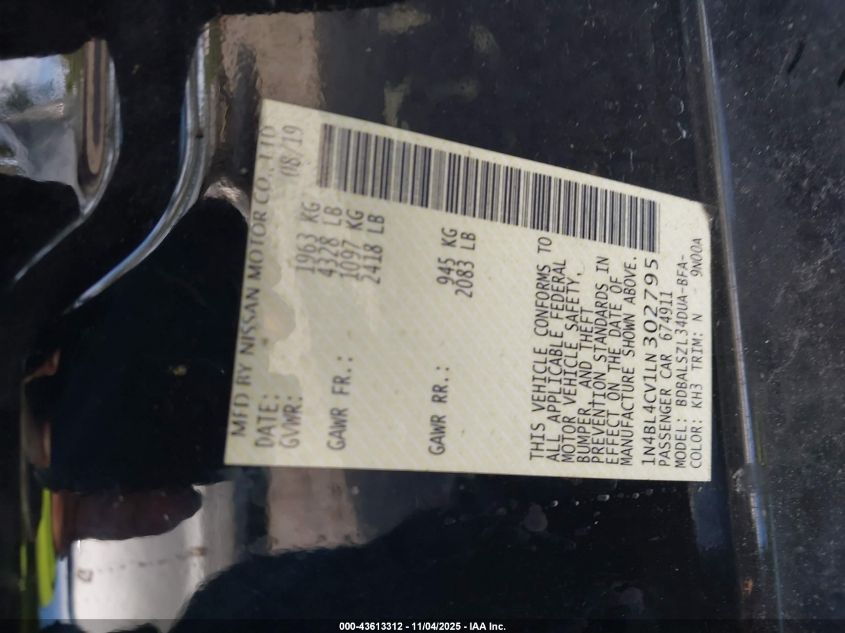 MFD BY NISSAN MOTOR CO., LTD
DATE: 08/19
GVWR: 1963 KG
4328 LB
GAWR FR.: 1097 KG
2418 LB
GAWR RR.: 945 KG
2083 LB
THIS VEHICLE CONFORMS TO
ALL APPLICABLE FEDERAL
MOTOR VEHICLE SAFETY,
BUMPER, AND THEFT
PREVENTION STANDARDS IN
EFFECT ON THE DATE OF
MANUFACTURE SHOWN ABOVE.
1N4BL4CV1LN302795
PASSENGER CAR 674911
MODEL: BDBALSZL34DUA-BFA-
COLOR: KH3 TRIM: N 9N00A
000-43613312 - 11/04/2025 - IAA Inc.